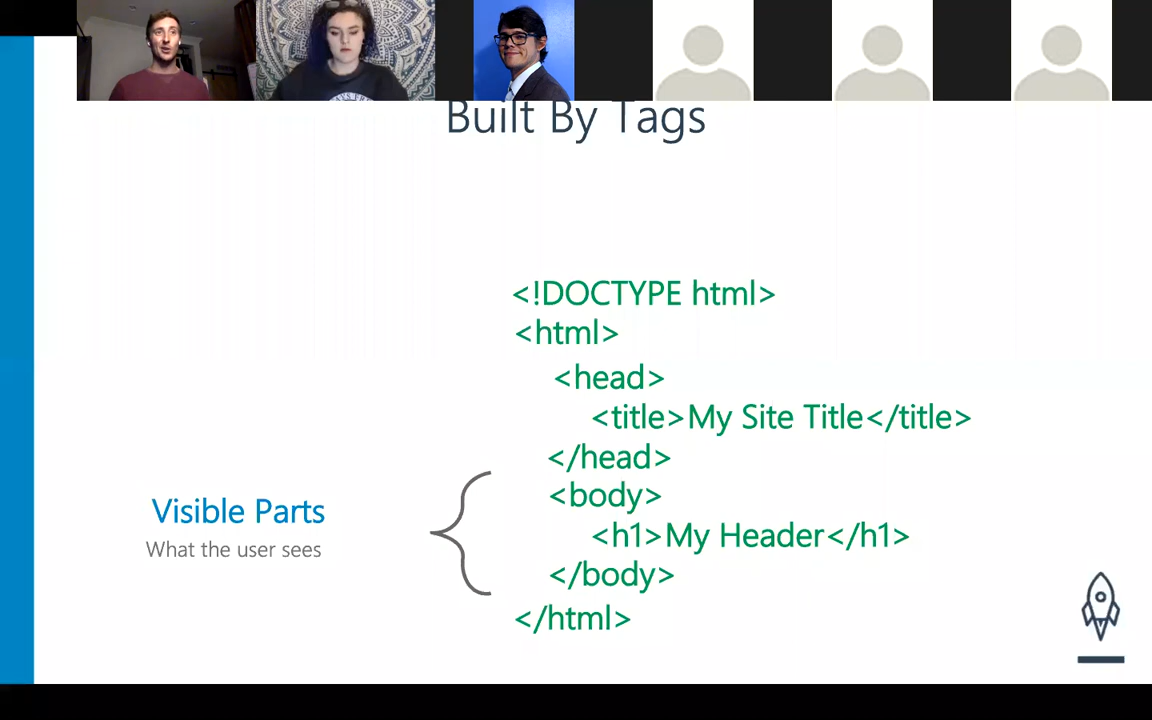 Built By Tags
<!DOCTYPE html>
<html>
<head>
<title>My Site Title</title>
</head>
<body>
Visible Parts
<h1>My Header</h1>
What the user sees
</body>
</html>